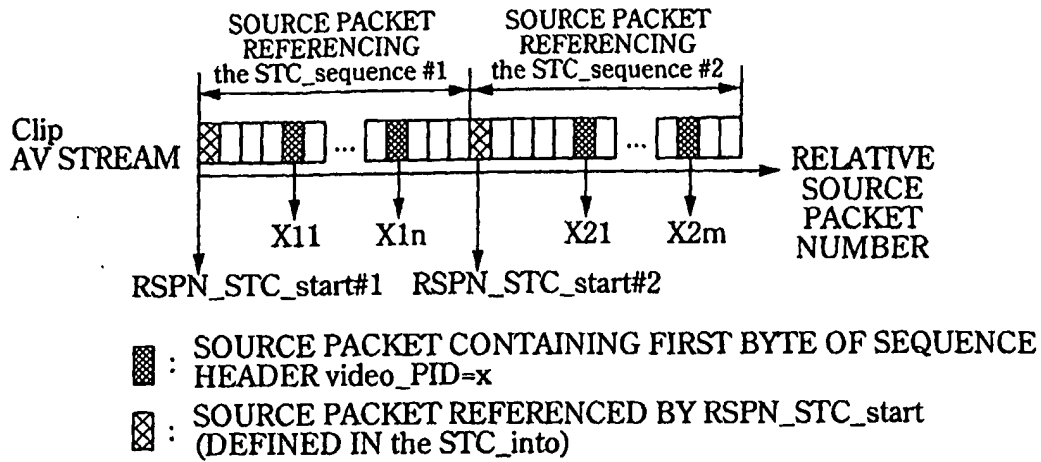 SOURCE PACKET
REFERENCING
the STC_sequence #1
SOURCE PACKET
REFERENCING
the STC_sequence #2
Clip
AV STREAM
...
...
RELATIVE
SOURCE
PACKET
NUMBER
X11
X1n
X21
X2m
RSPN_STC_start#1
RSPN_STC_start#2
: SOURCE PACKET CONTAINING FIRST BYTE OF SEQUENCE
HEADER video_PID=x
: SOURCE PACKET REFERENCED BY RSPN_STC_start
(DEFINED IN the STC_into)